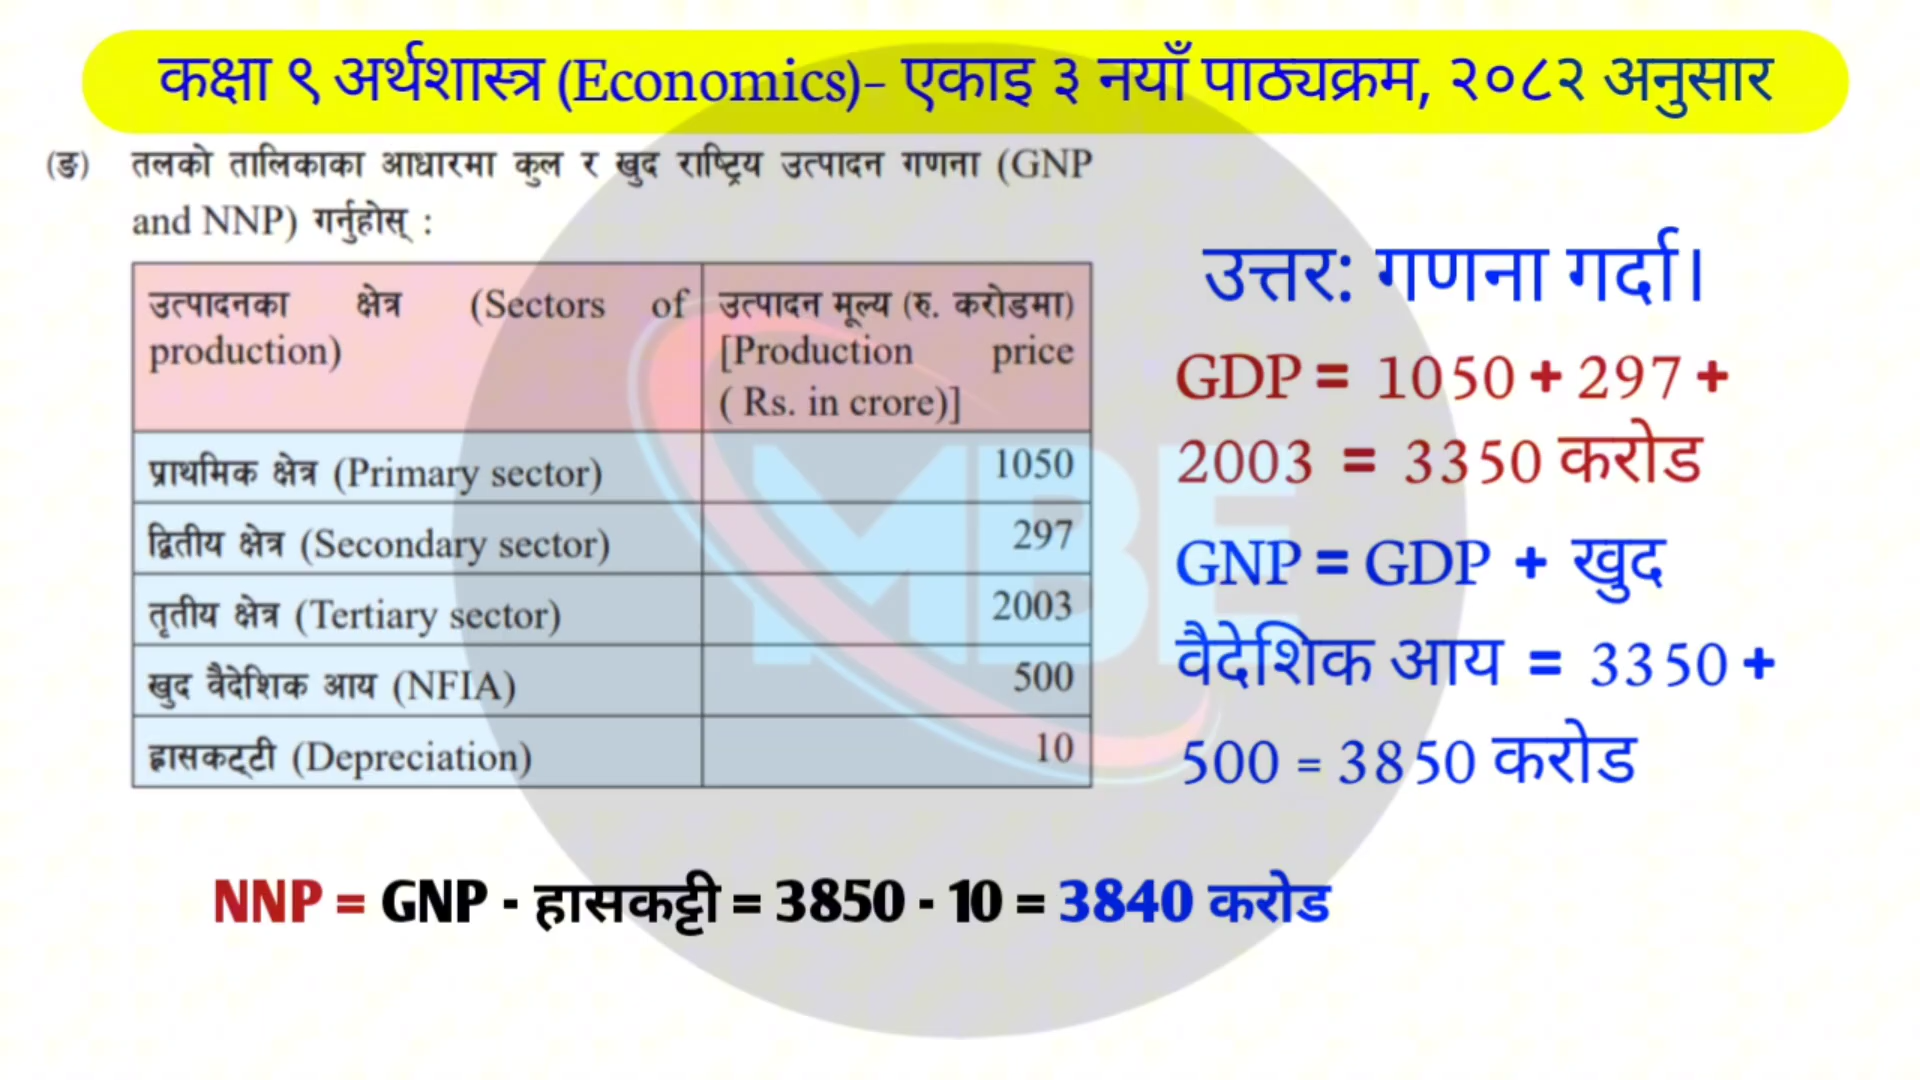 कक्षा ९ अर्थशास्त्र (Economics)- एकाइ ३ नयाँ पाठ्यक्रम, २०८२ अनुसार
(ङ) तलको तालिकाका आधारमा कुल र खुद राष्ट्रिय उत्पादन गणना (GNP
and NNP) गर्नुहोस् :
उत्पादनका क्षेत्र (Sectors of
production)
उत्पादन मूल्य (रु. करोडमा)
[Production price
( Rs. in crore)]
प्राथमिक क्षेत्र (Primary sector) 1050
द्वितीय क्षेत्र (Secondary sector) 297
तृतीय क्षेत्र (Tertiary sector) 2003
खुद वैदेशिक आय (NFIA) 500
ह्रासकट्टी (Depreciation) 10
MBE
उत्तर: गणना गर्दा।
GDP = 1050 + 297 +
2003 = 3350 करोड
GNP = GDP + खुद
वैदेशिक आय = 3350 +
500 = 3850 करोड
NNP = GNP - हासकट्टी = 3850 - 10 = 3840 करोड